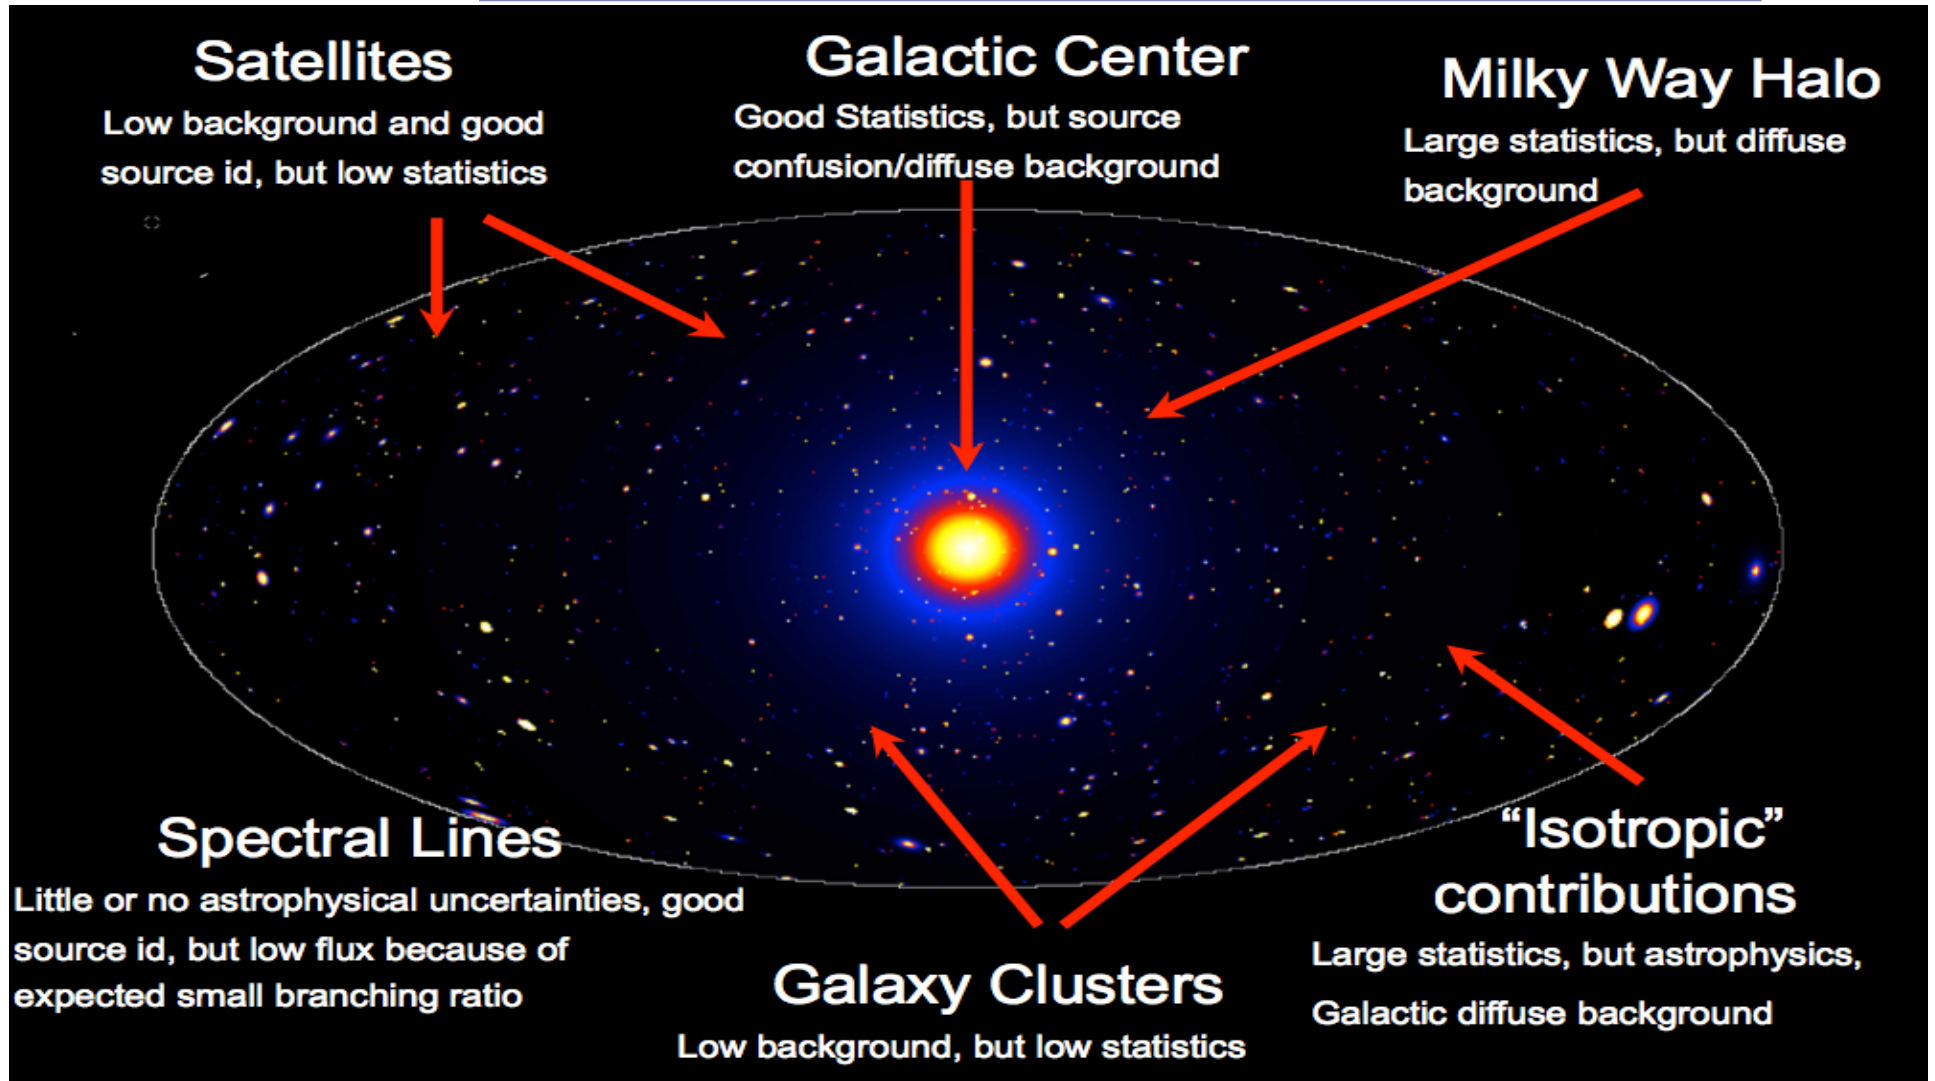 Satellites
Low background and good
source id, but low statistics
Galactic Center
Good Statistics, but source
confusion/diffuse background
Milky Way Halo
Large statistics, but diffuse
background
Spectral Lines
Little or no astrophysical uncertainties, good
source id, but low flux because of
expected small branching ratio
Galaxy Clusters
Low background, but low statistics
“Isotropic”
contributions
Large statistics, but astrophysics,
Galactic diffuse background